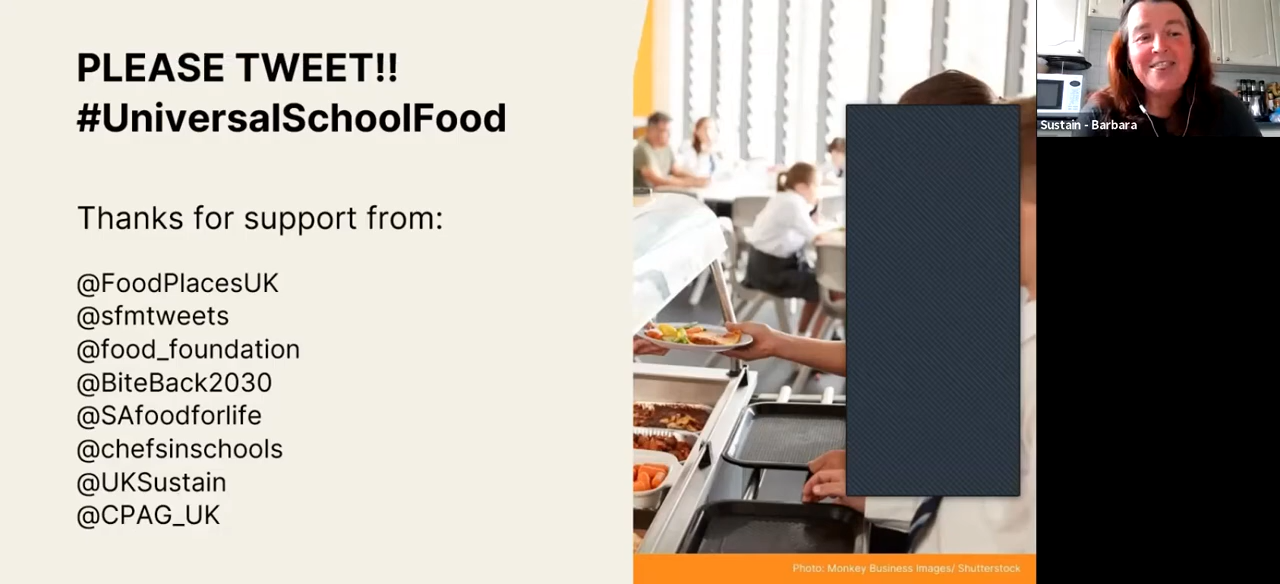 PLEASE TWEET!!
#UniversalSchoolFood
Thanks for support from:
@FoodPlacesUK
@sfmtweets
@food_foundation
@BiteBack2030
@SAfoodforlife
@chefsinschools
@UKSustain
@CPAG_UK
Photo: Monkey Business Images/ Shutterstock
Sustain - Barbara